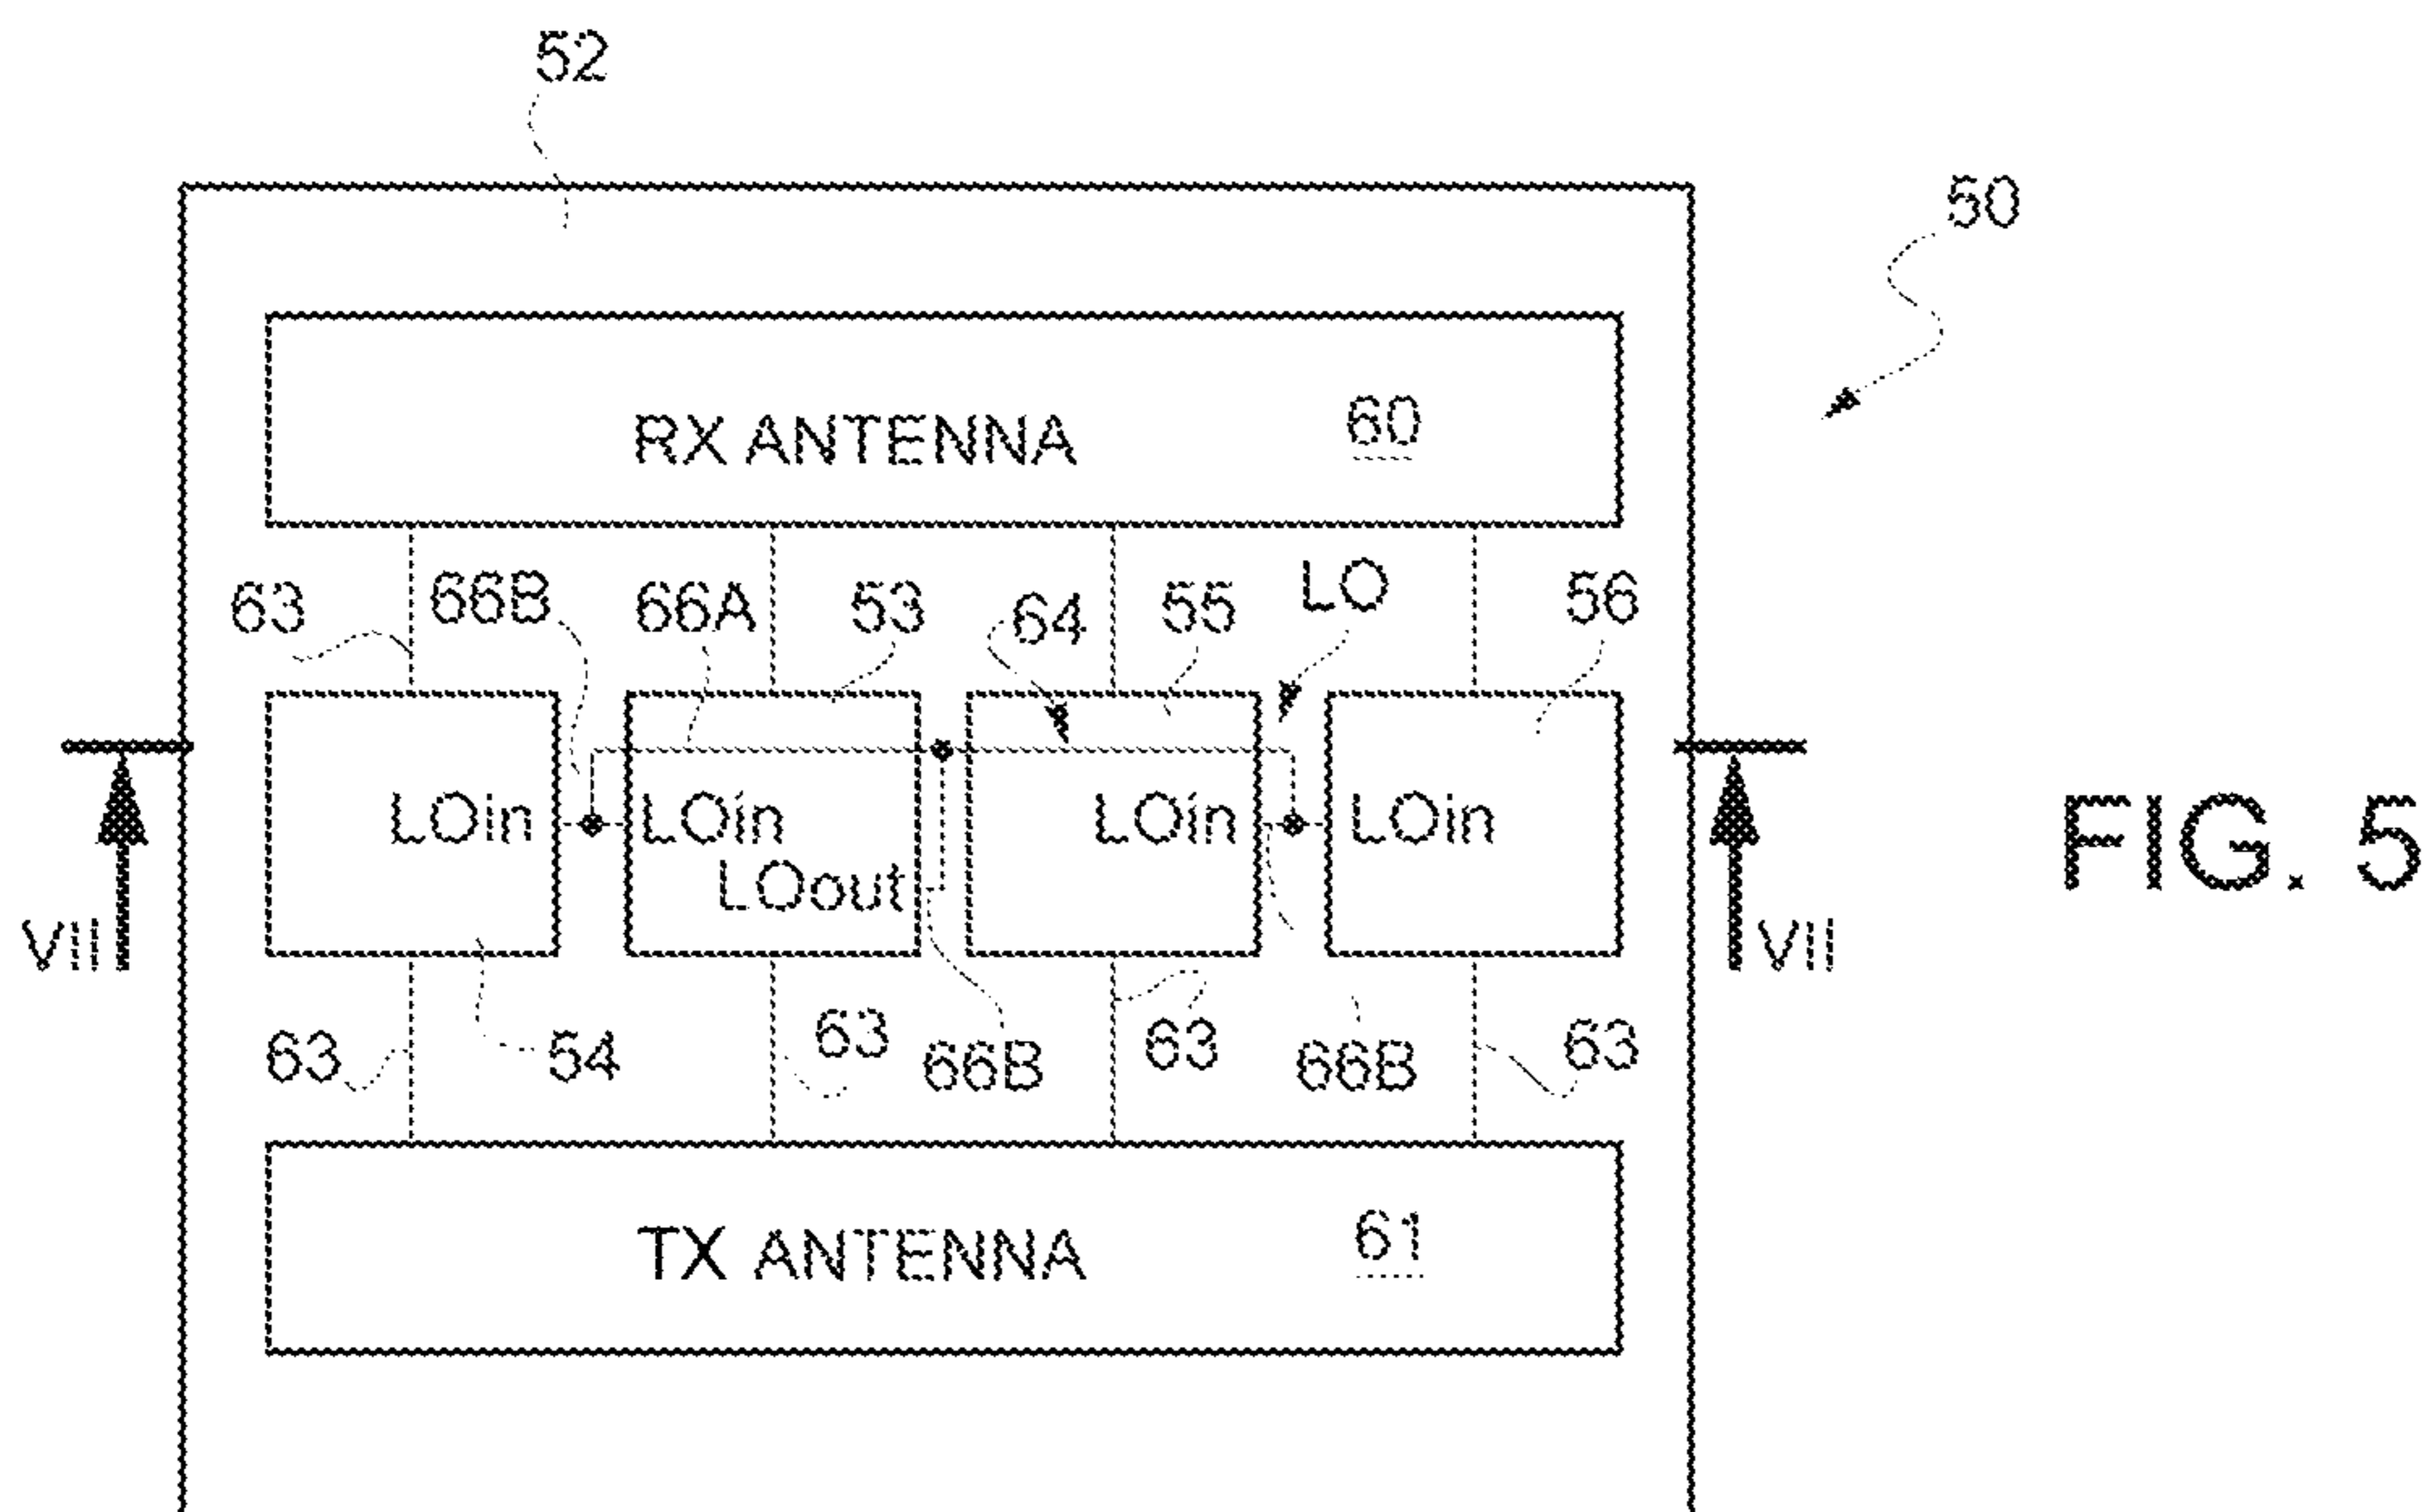 52
50
RX ANTENNA 60
63 66B 66A 53 64 55 LO 56
LOin LOin LOin LOin
LOout
VII VII
FIG. 5
63 54 63 66B 63 66B 63
TX ANTENNA 61